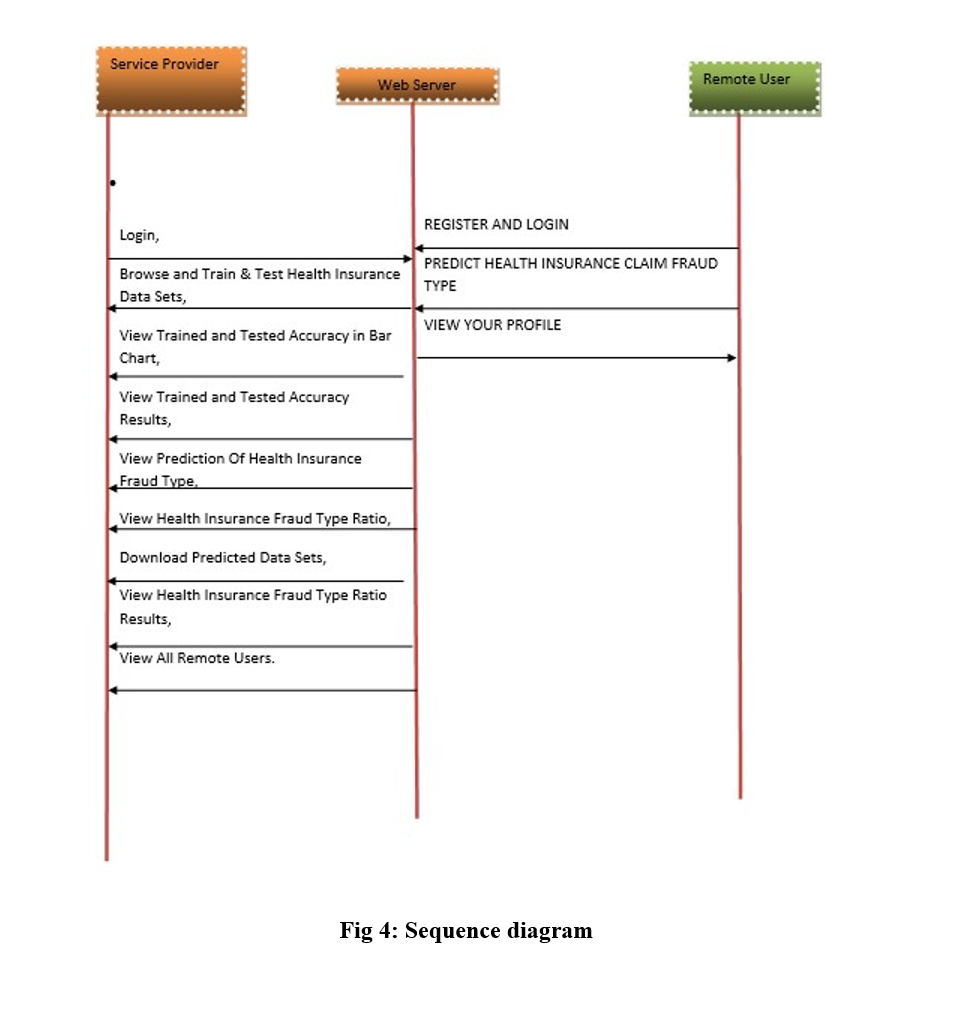 Service Provider
Web Server
Remote User
•
Login,
Browse and Train & Test Health Insurance
Data Sets,
View Trained and Tested Accuracy in Bar
Chart,
View Trained and Tested Accuracy
Results,
View Prediction Of Health Insurance
Fraud Type,
View Health Insurance Fraud Type Ratio,
Download Predicted Data Sets,
View Health Insurance Fraud Type Ratio
Results,
View All Remote Users.
REGISTER AND LOGIN
PREDICT HEALTH INSURANCE CLAIM FRAUD
TYPE
VIEW YOUR PROFILE
Fig 4: Sequence diagram